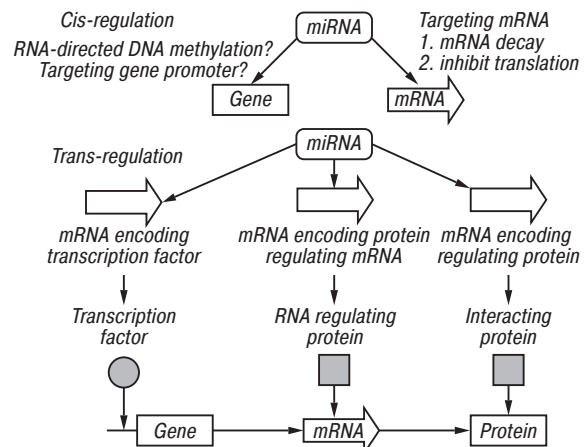 Cis-regulation
RNA-directed DNA methylation?
Targeting gene promoter?
miRNA
Targeting mRNA
1. mRNA decay
2. inhibit translation
Gene
mRNA
Trans-regulation
miRNA
mRNA encoding
transcription factor
mRNA encoding protein
regulating mRNA
mRNA encoding
regulating protein
Transcription
factor
RNA regulating
protein
Interacting
protein
Gene
mRNA
Protein